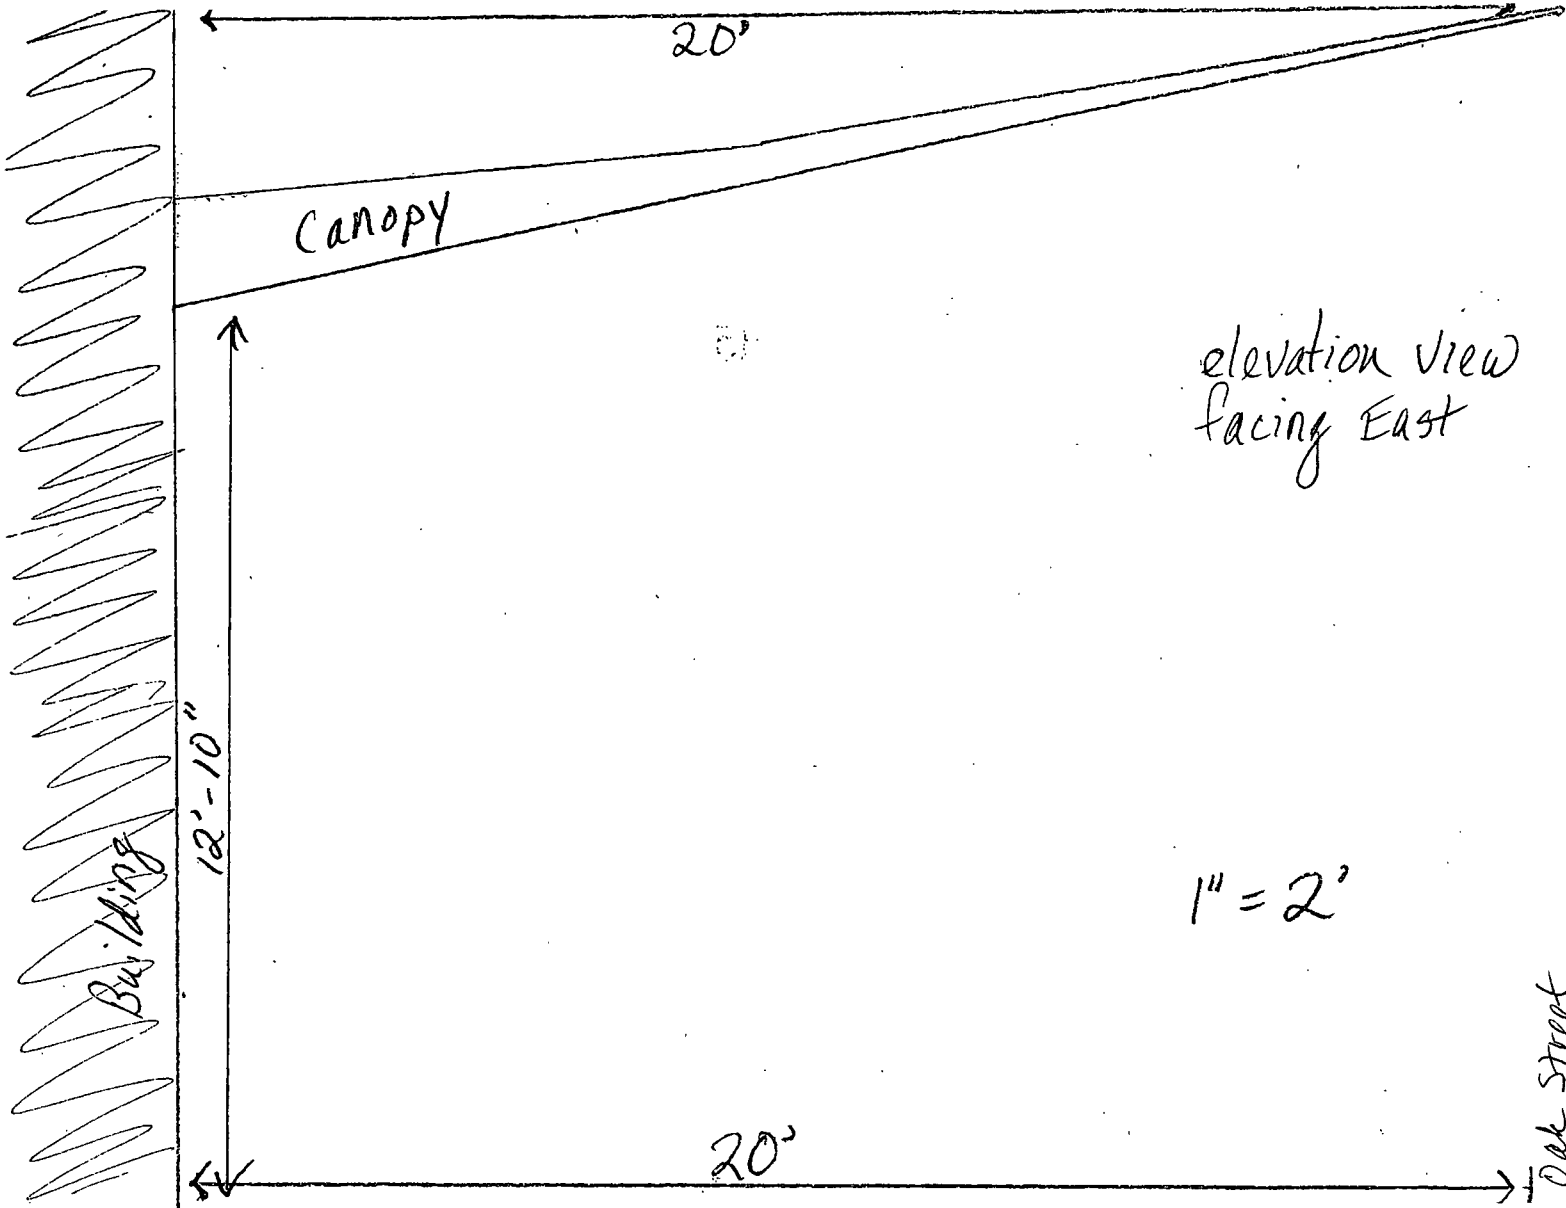 20'
Canopy
elevation view
facing East
12'-10"
Building
1" = 2'
20'
Oak Street